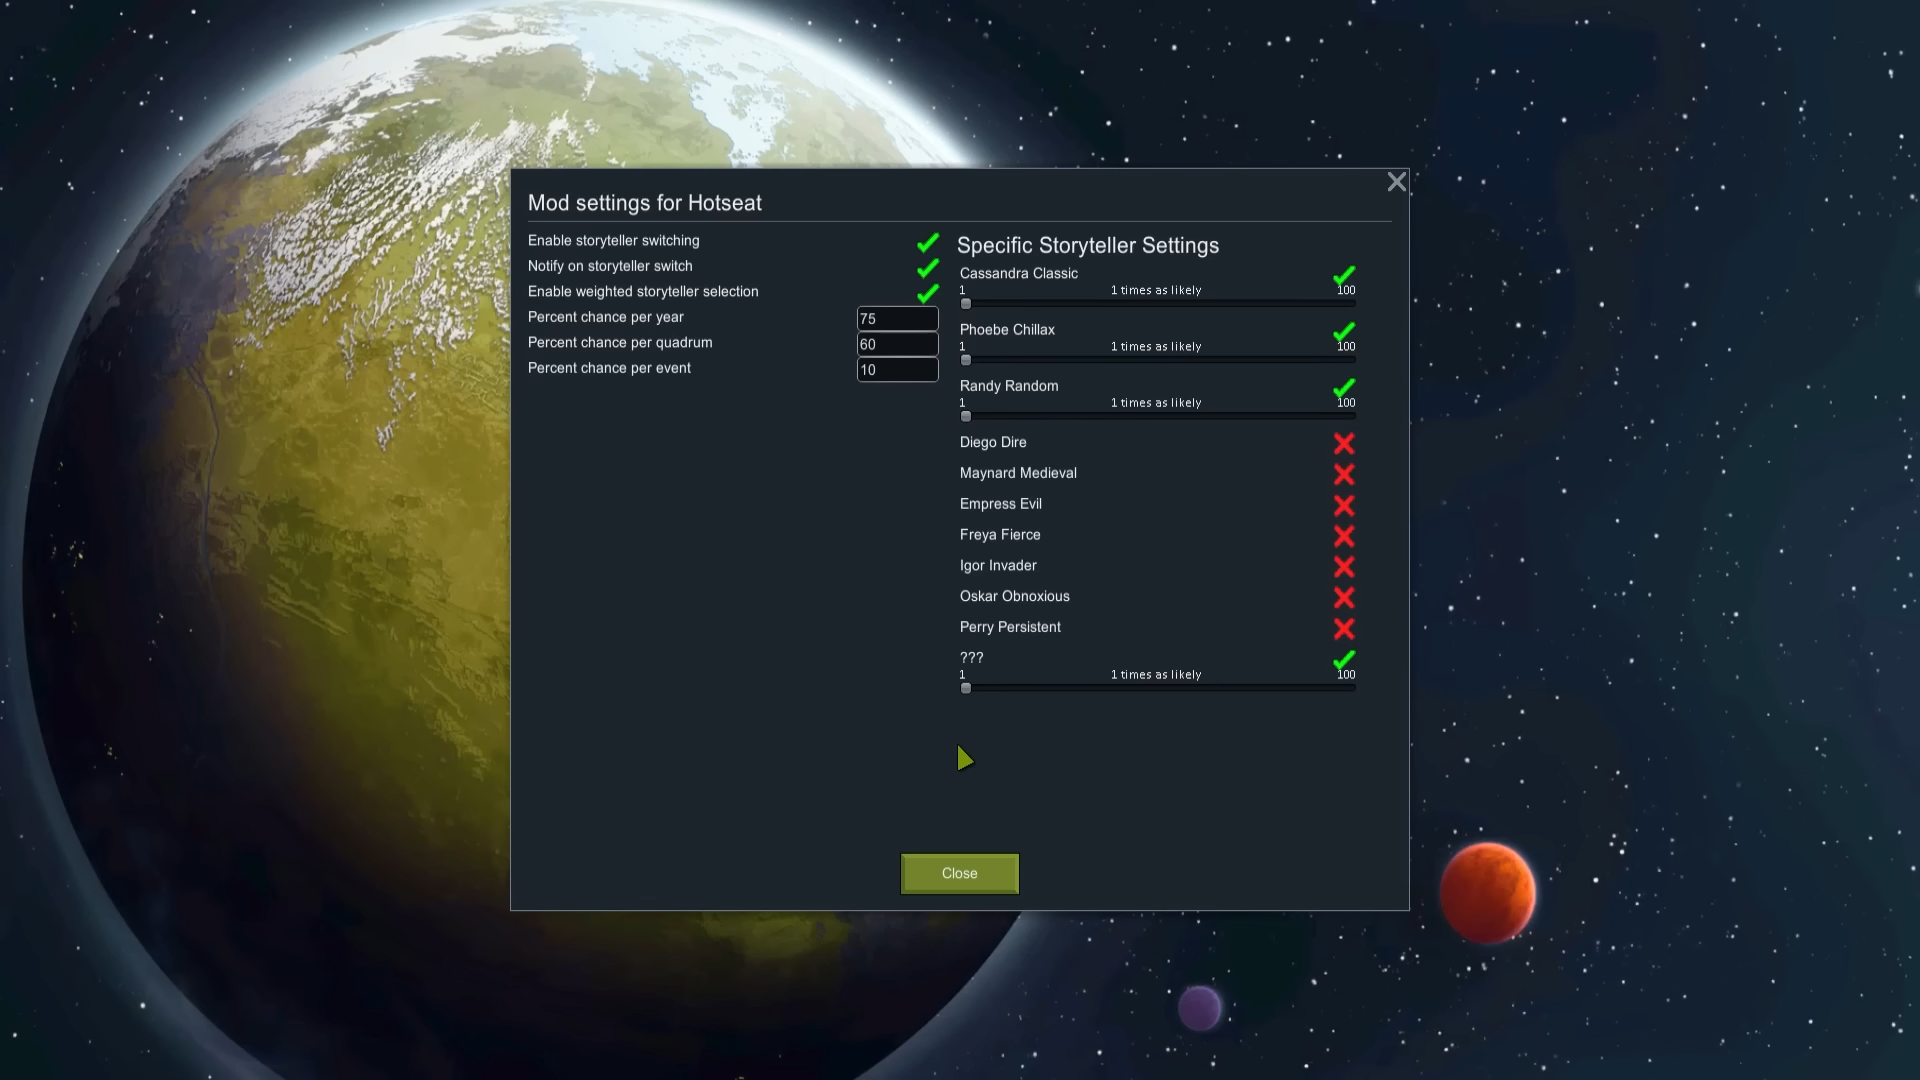 Mod settings for Hotseat
Enable storyteller switching
Notify on storyteller switch
Enable weighted storyteller selection
Percent chance per year 75
Percent chance per quadrum 60
Percent chance per event 10
Specific Storyteller Settings
Cassandra Classic
1 1 times as likely 100
Phoebe Chillax
1 1 times as likely 100
Randy Random
1 1 times as likely 100
Diego Dire
Maynard Medieval
Empress Evil
Freya Fierce
Igor Invader
Oskar Obnoxious
Perry Persistent
???
1 1 times as likely 100
Close